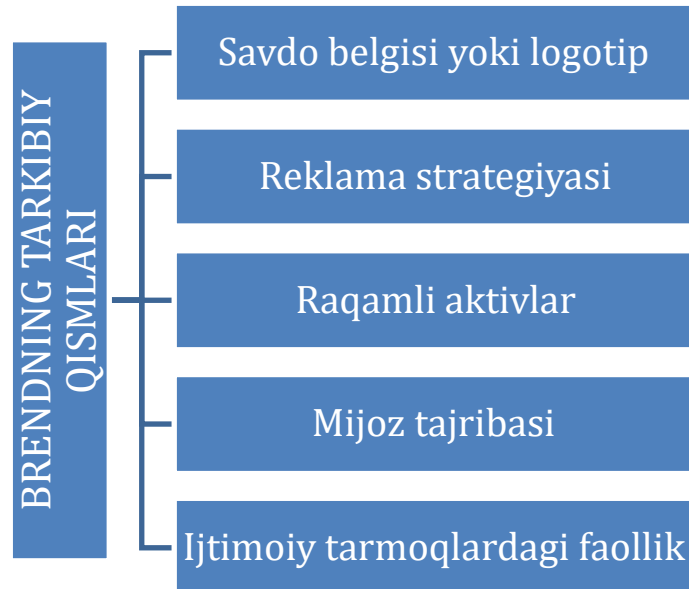 BRENDNING TARKIBIY
QISMLARI
Savdo belgisi yoki logotip
Reklama strategiyasi
Raqamli aktivlar
Mijoz tajribasi
Ijtimoiy tarmoqlardagi faollik